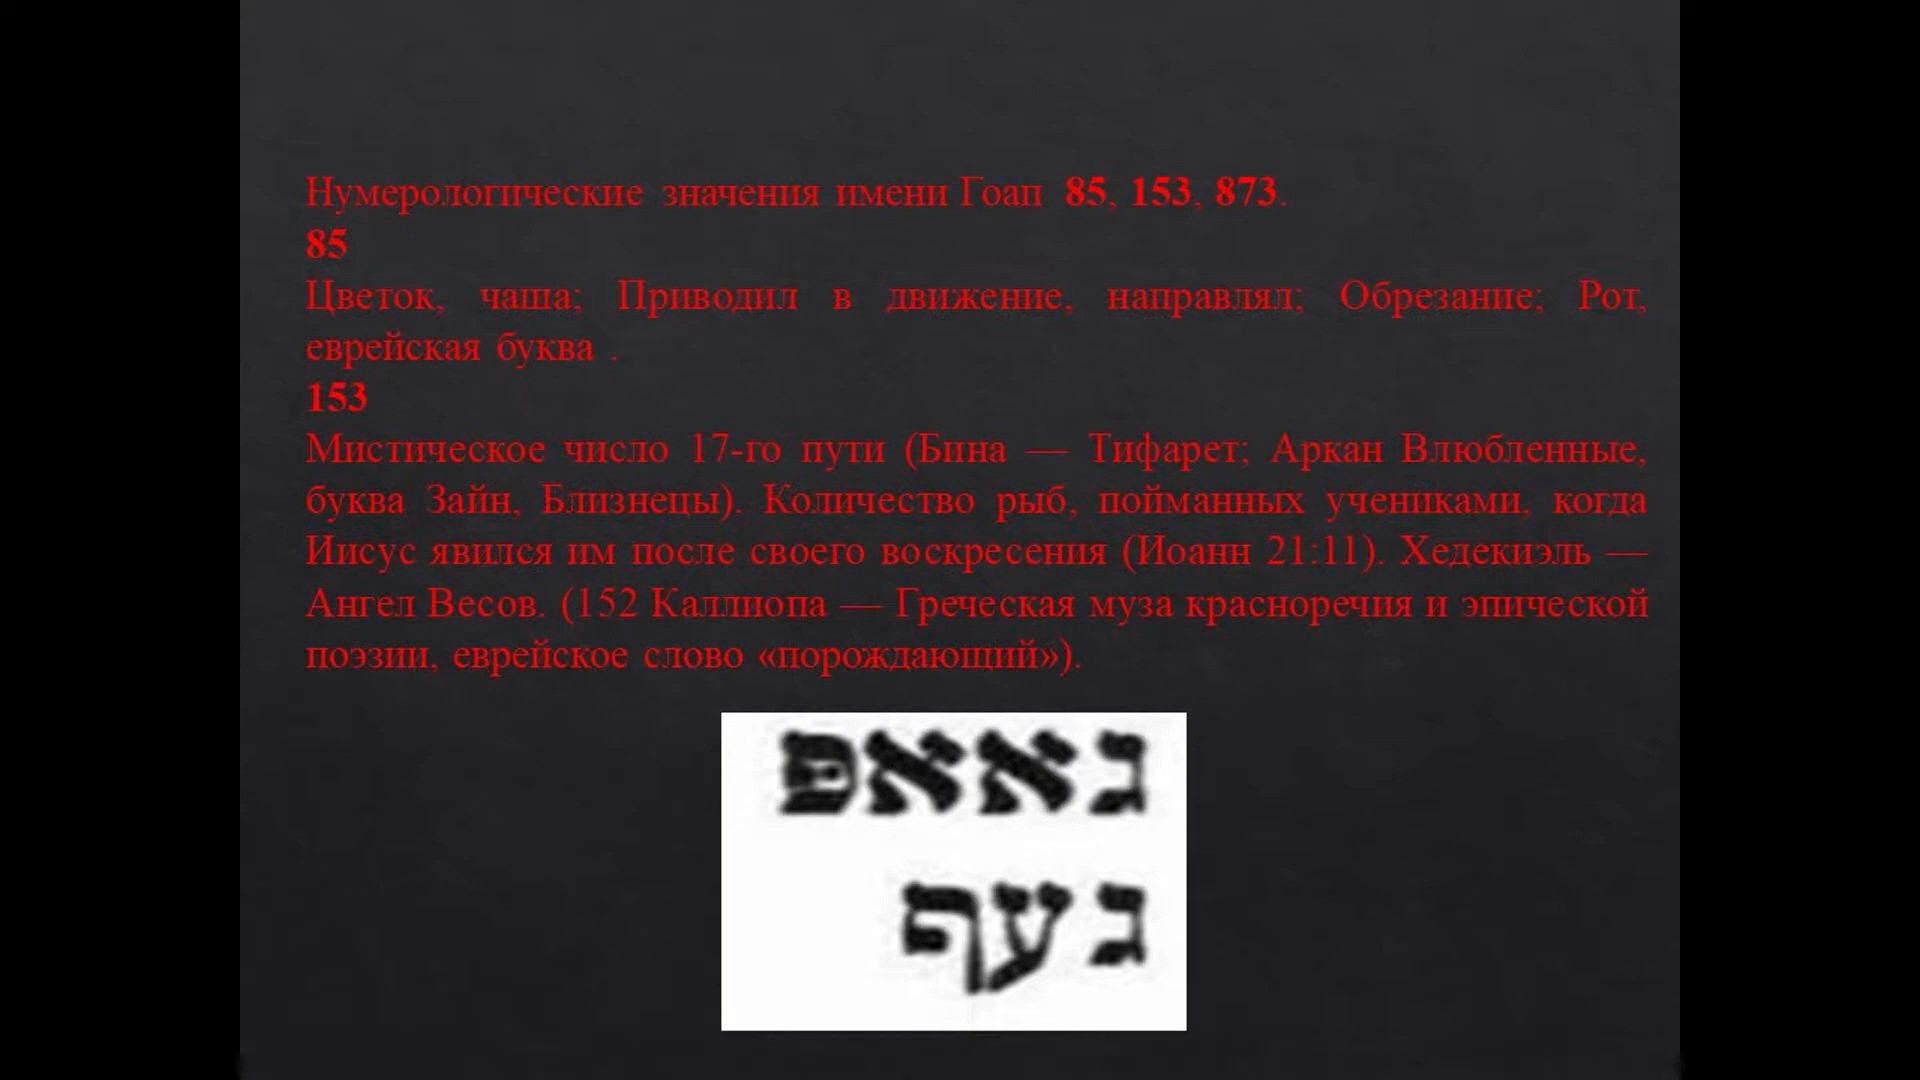 Нумерологические значения имени Гоап 85, 153, 873.
85
Цветок, чаша; Приводил в движение, направлял; Обрезание; Рот,
еврейская буква .
153
Мистическое число 17-го пути (Бина — Тифарет; Аркан Влюбленные,
буква Зайн, Близнецы). Количество рыб, пойманных учениками, когда
Иисус явился им после своего воскресения (Иоанн 21:11). Хедекиэль —
Ангел Весов. (152 Каллиопа — Греческая муза красноречия и эпической
поэзии, еврейское слово «порождающий»).
גאאפ
געף